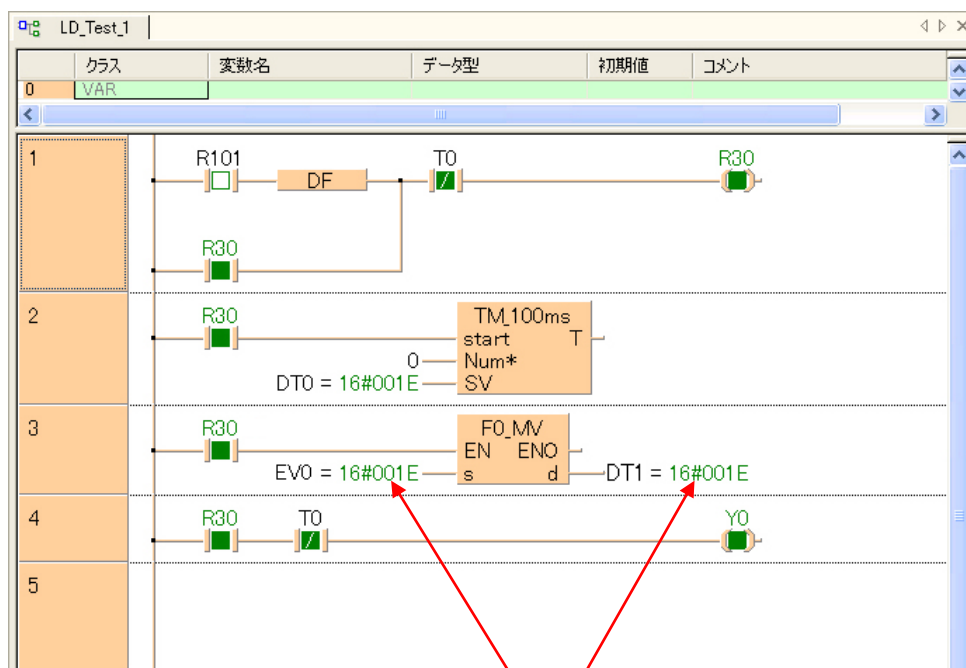 LD_Test_1
クラス 変数名 データ型 初期値 コメント
0 VAR
1
R101 DF T0 R30
R30
2
R30 TM_100ms
start T
0 Num*
DT0 = 16#001E SV
3
R30 F0_MV
EN ENO
EV0 = 16#001E s d DT1 = 16#001E
4
R30 T0 Y0
5